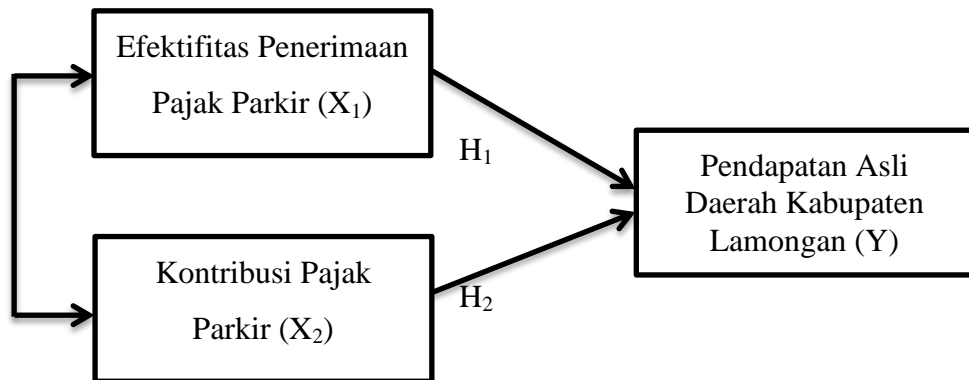 Efektifitas Penerimaan
Pajak Parkir (X₁)
H₁
Pendapatan Asli
Daerah Kabupaten
Lamongan (Y)
Kontribusi Pajak
Parkir (X₂)
H₂